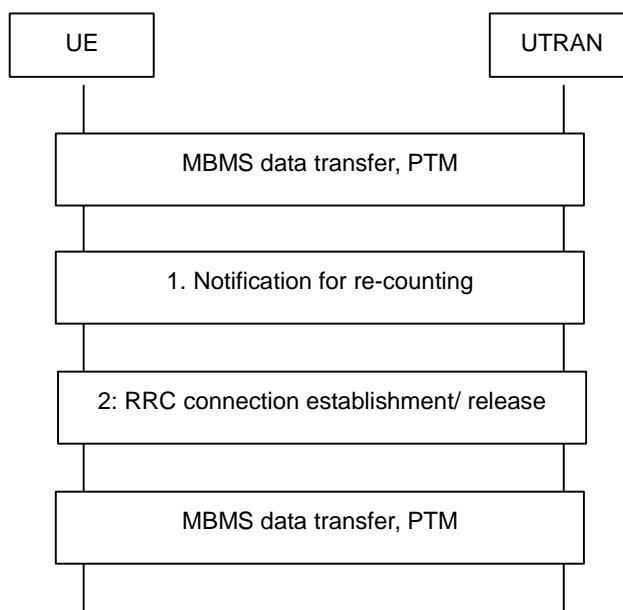 UE
UTRAN
MBMS data transfer, PTM
1. Notification for re-counting
2: RRC connection establishment/ release
MBMS data transfer, PTM